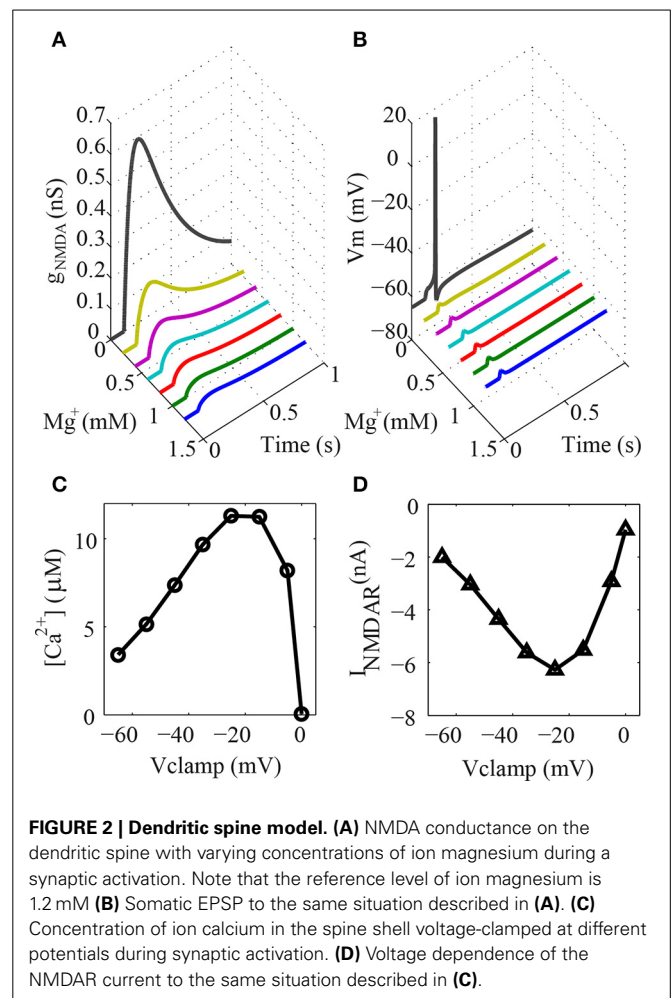 A
B
0.7
0.6
0.5
0.4
0.3
0.2
0.1
0
g_NMDA (nS)
0
0.5
1
1.5
Mg⁺ (mM)
0
0.5
1
Time (s)
20
0
−20
−40
−60
−80
Vm (mV)
0
0.5
1
1.5
Mg⁺ (mM)
0
0.5
1
Time (s)
C
D
10
5
0
[Ca²⁺] (μM)
−60 −40 −20 0
Vclamp (mV)
0
−2
−4
−6
−8
I_NMDAR (nA)
−60 −40 −20 0
Vclamp (mV)
FIGURE 2 | Dendritic spine model. (A) NMDA conductance on the
dendritic spine with varying concentrations of ion magnesium during a
synaptic activation. Note that the reference level of ion magnesium is
1.2 mM (B) Somatic EPSP to the same situation described in (A). (C)
Concentration of ion calcium in the spine shell voltage-clamped at different
potentials during synaptic activation. (D) Voltage dependence of the
NMDAR current to the same situation described in (C).